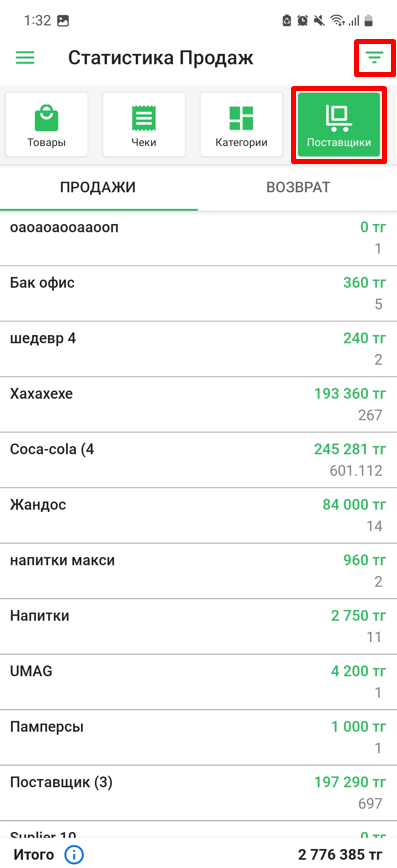 1:32
Статистика Продаж
Товары Чеки Категории Поставщики
ПРОДАЖИ ВОЗВРАТ
оаоаоаооааооп 0 тг
1
Бак офис 360 тг
5
шедевр 4 240 тг
2
Хахахехе 193 360 тг
267
Coca-cola (4 245 281 тг
601.112
Жандос 84 000 тг
14
напитки макси 960 тг
2
Напитки 2 750 тг
11
UMAG 4 200 тг
1
Памперсы 1 000 тг
1
Поставщик (3) 197 290 тг
697
Suplier 10 0 тг
Итого 2 776 385 тг